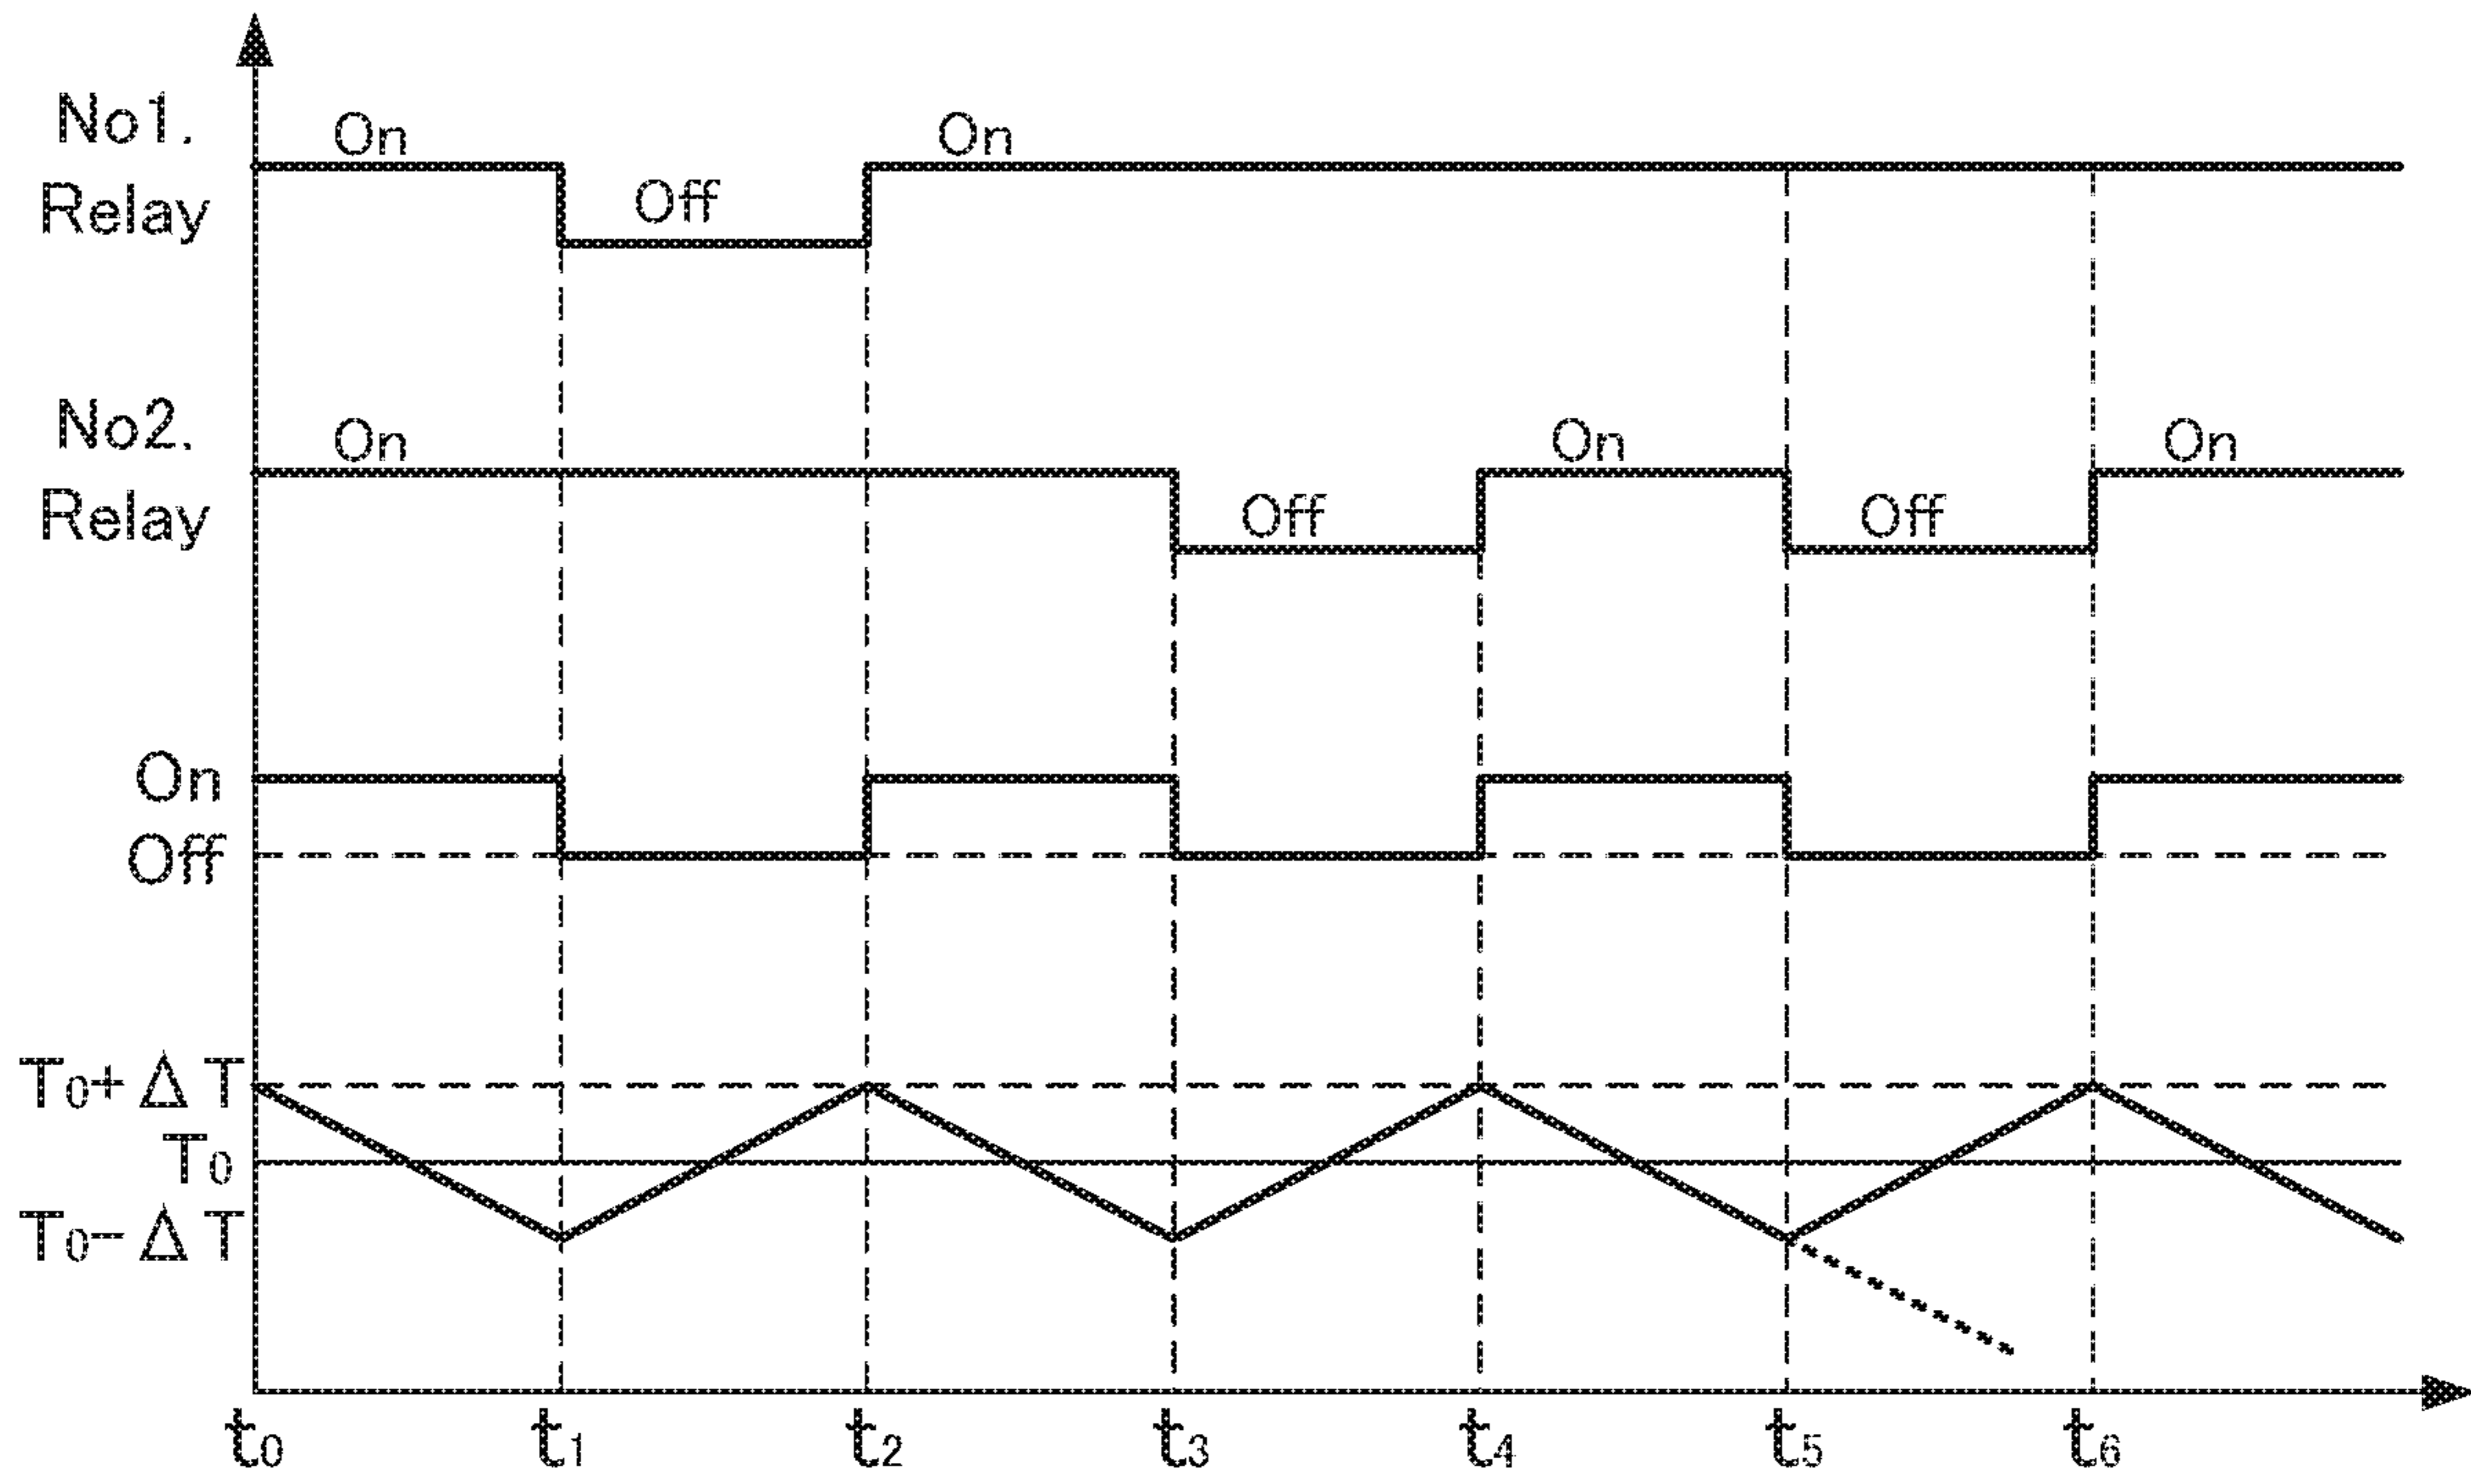 No1.
Relay
On
Off
On
No2.
Relay
On
Off
On
Off
On
On
Off
T₀+ΔT
T₀
T₀−ΔT
t₀ t₁ t₂ t₃ t₄ t₅ t₆